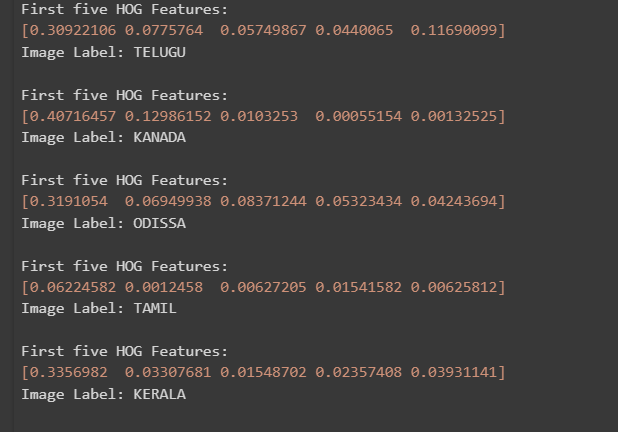 First five HOG Features:
[0.30922106 0.0775764  0.05749867 0.0440065  0.11690099]
Image Label: TELUGU
First five HOG Features:
[0.40716457 0.12986152 0.0103253  0.00055154 0.00132525]
Image Label: KANADA
First five HOG Features:
[0.3191054  0.06949938 0.08371244 0.05323434 0.04243694]
Image Label: ODISSA
First five HOG Features:
[0.06224582 0.0012458  0.00627205 0.01541582 0.00625812]
Image Label: TAMIL
First five HOG Features:
[0.3356982  0.03307681 0.01548702 0.02357408 0.03931141]
Image Label: KERALA